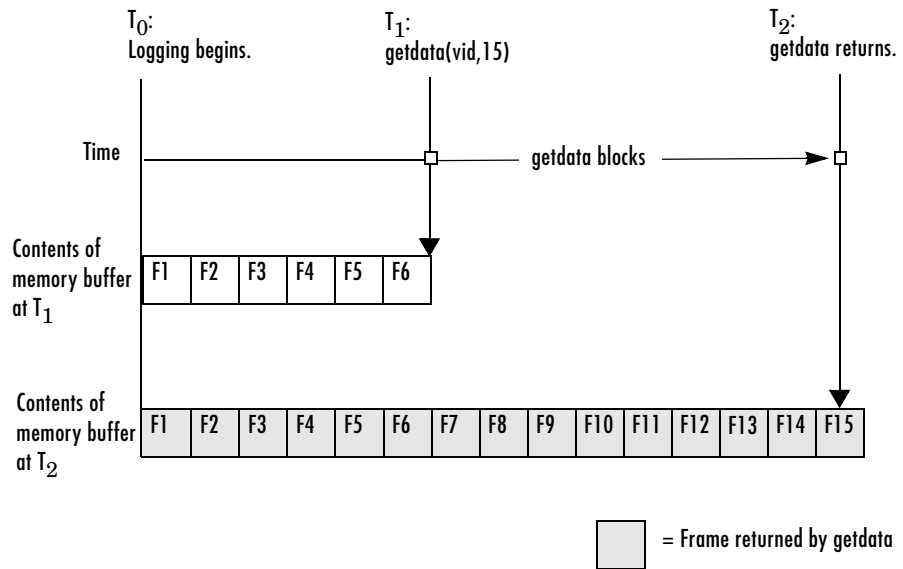 T0:
Logging begins.
T1:
getdata(vid,15)
T2:
getdata returns.
Time
getdata blocks
Contents of
memory buffer
at T1
F1 F2 F3 F4 F5 F6
Contents of
memory buffer
at T2
F1 F2 F3 F4 F5 F6 F7 F8 F9 F10 F11 F12 F13 F14 F15
= Frame returned by getdata